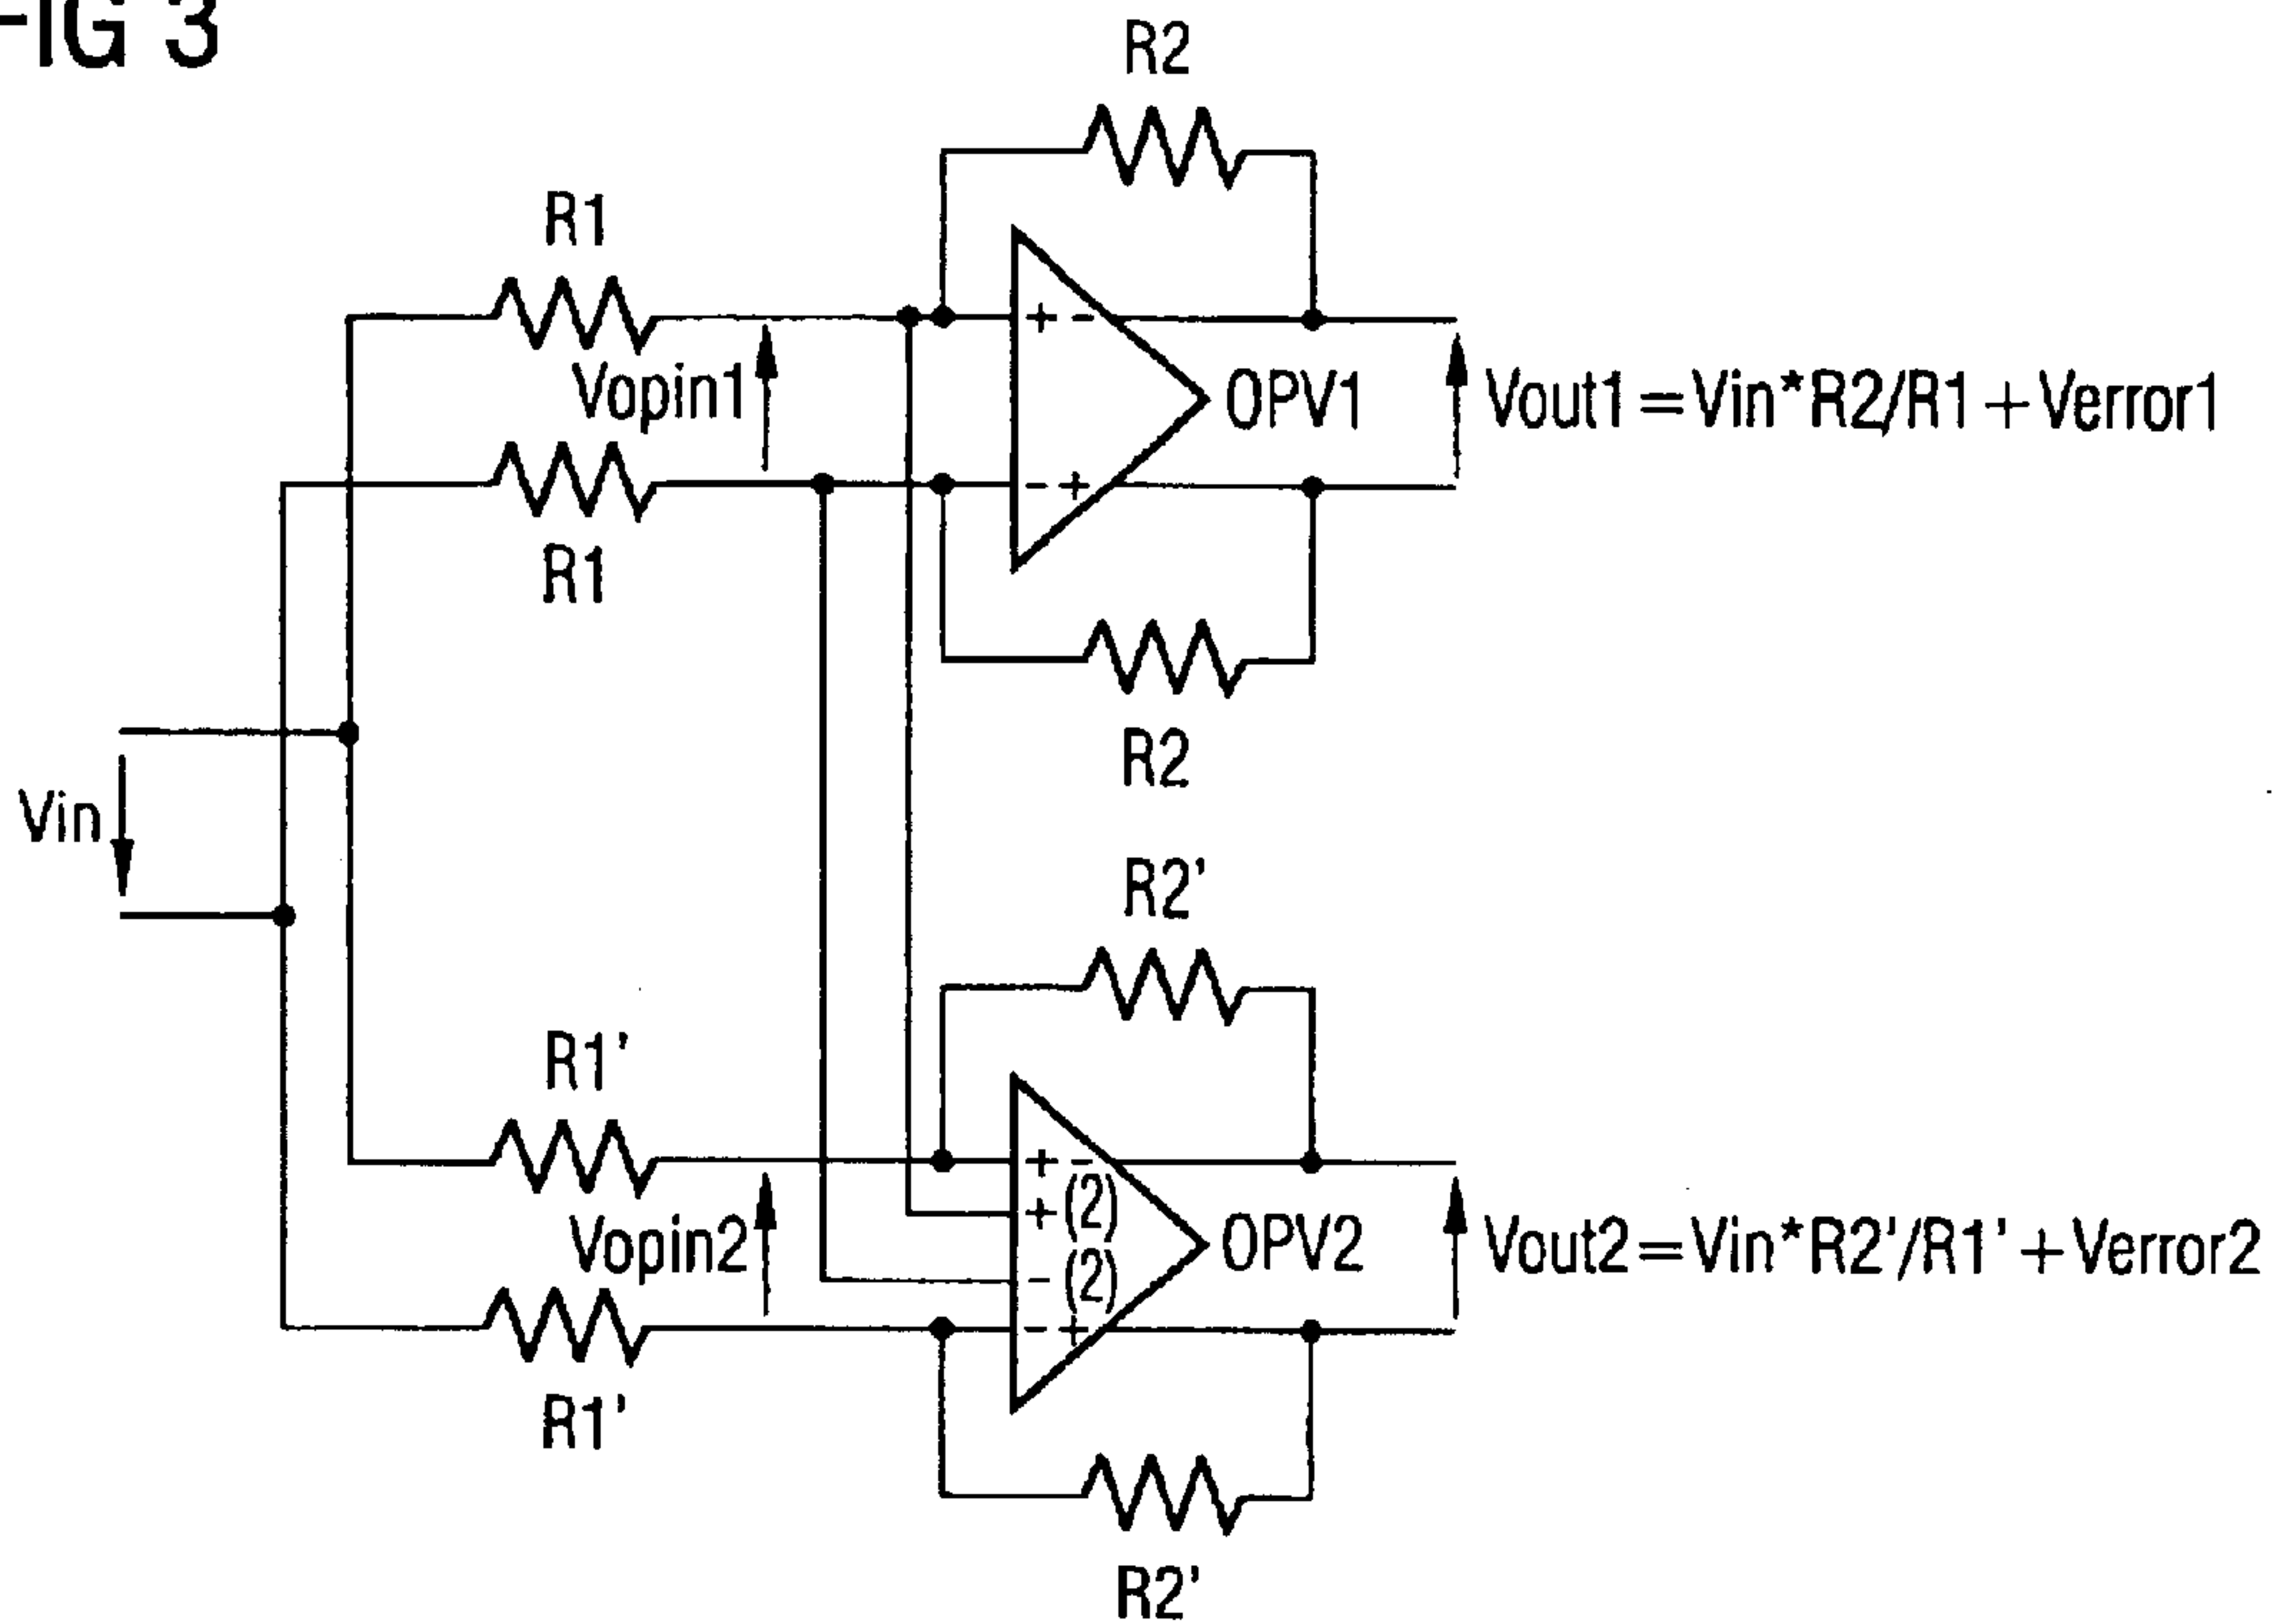 FIG 3
R2
R1
Vopin1
+ -
OPV1
Vout1=Vin*R2/R1+Verror1
- +
R1
R2
Vin
R2'
R1'
+ -
+ (2)
Vopin2
OPV2
Vout2=Vin*R2'/R1'+Verror2
- (2)
- +
R1'
R2'